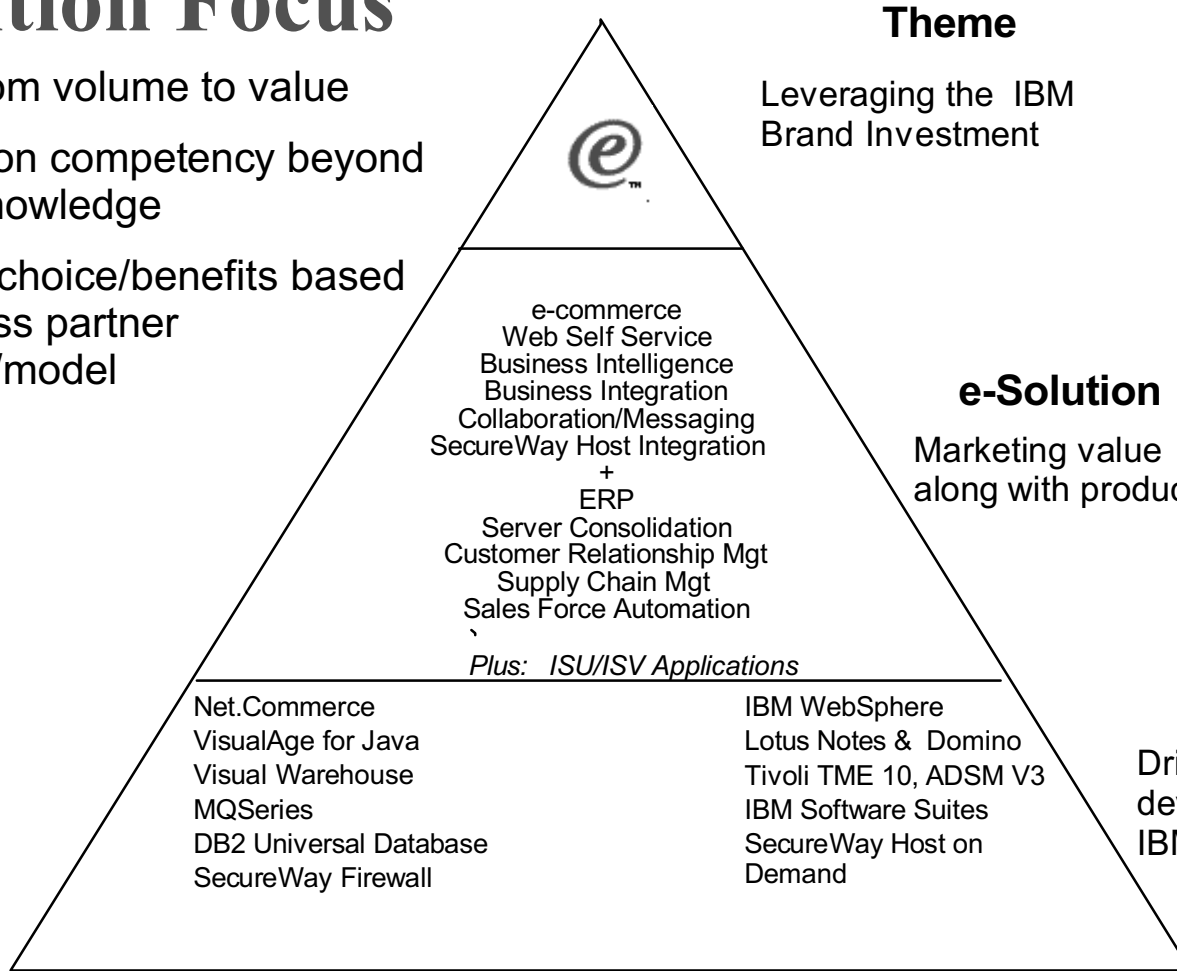 ition Focus
om volume to value
on competency beyond
nowledge
choice/benefits based
ss partner
/model
Theme
Leveraging the IBM
Brand Investment
e
TM
e-commerce
Web Self Service
Business Intelligence
Business Integration
Collaboration/Messaging
SecureWay Host Integration
+
ERP
Server Consolidation
Customer Relationship Mgt
Supply Chain Mgt
Sales Force Automation
Plus: ISU/ISV Applications
e-Solution
Marketing value
along with produc
Net.Commerce
VisualAge for Java
Visual Warehouse
MQSeries
DB2 Universal Database
SecureWay Firewall
IBM WebSphere
Lotus Notes & Domino
Tivoli TME 10, ADSM V3
IBM Software Suites
SecureWay Host on
Demand
Dri
de
IBM